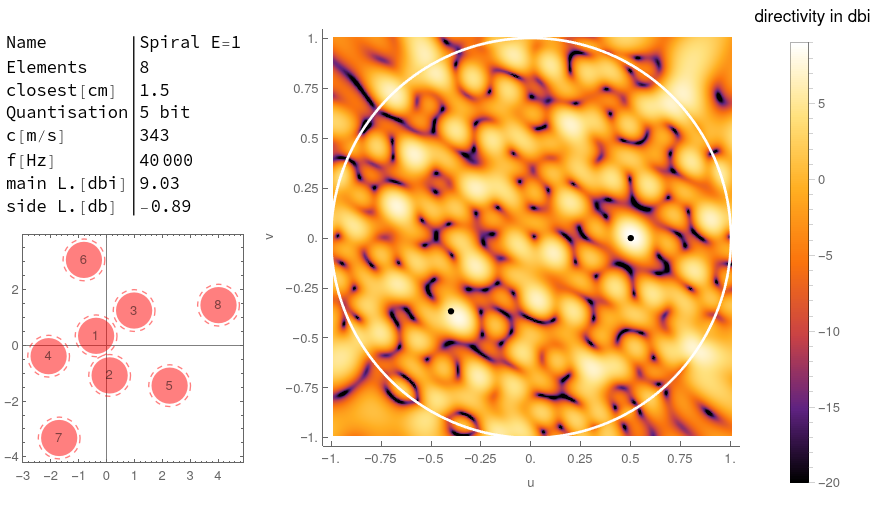 directivity in dbi
Name Spiral E=1
Elements 8
closest[cm] 1.5
Quantisation 5 bit
c[m/s] 343
f[Hz] 40 000
main L.[dbi] 9.03
side L.[db] -0.89
1.
0.75
0.5
0.25
0.
-0.25
-0.5
-0.75
-1.
v
-1. -0.75 -0.5 -0.25 0. 0.25 0.5 0.75 1.
u
5
0
-5
-10
-15
-20
2
0
-2
-4
-3 -2 -1 0 1 2 3 4
6
3
8
1
4
2
5
7